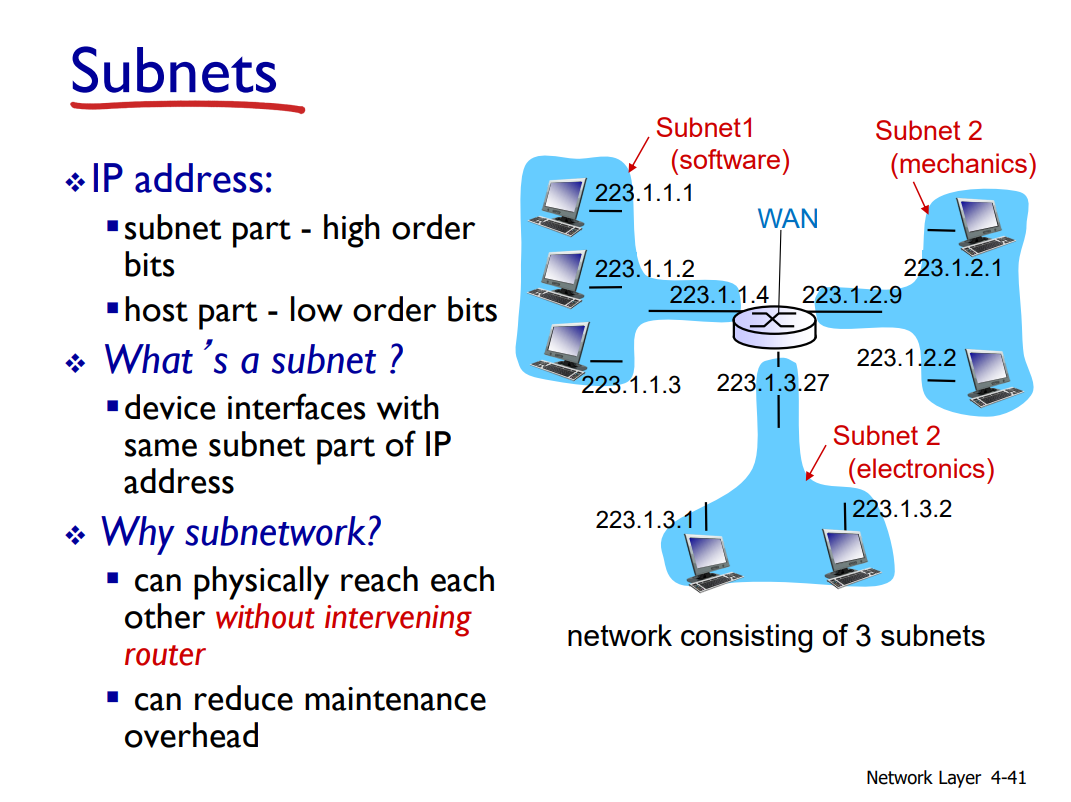 Subnets
❖ IP address:
▪ subnet part - high order
bits
▪ host part - low order bits
❖ What's a subnet ?
▪ device interfaces with
same subnet part of IP
address
❖ Why subnetwork?
▪ can physically reach each
other without intervening
router
▪ can reduce maintenance
overhead
Subnet1
(software)
Subnet 2
(mechanics)
223.1.1.1
WAN
223.1.1.2
223.1.2.1
223.1.1.4
223.1.2.9
223.1.2.2
223.1.1.3
223.1.3.27
Subnet 2
(electronics)
223.1.3.1
223.1.3.2
network consisting of 3 subnets
Network Layer 4-41